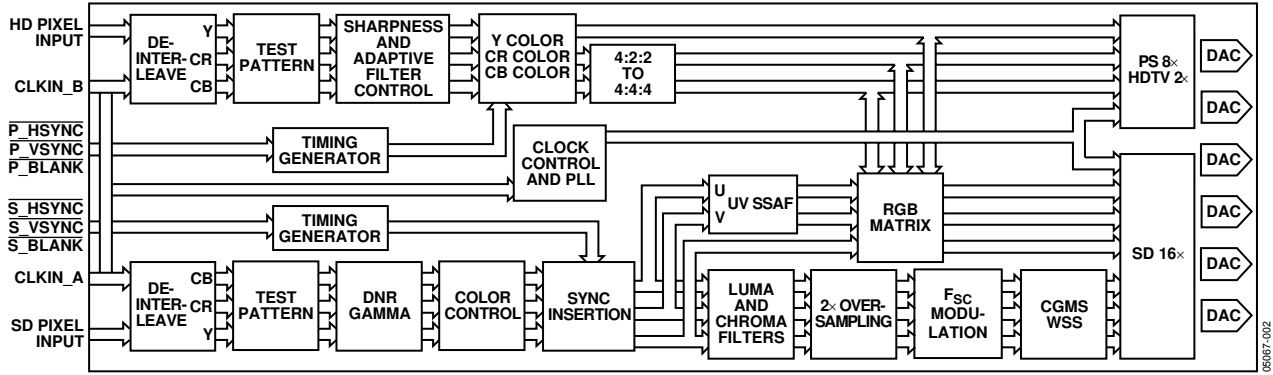 HD PIXEL
INPUT
CLKIN_B
P_HSYNC
P_VSYNC
P_BLANK
S_HSYNC
S_VSYNC
S_BLANK
CLKIN_A
SD PIXEL
INPUT
DE-
INTER-
LEAVE
Y
CR
CB
TEST
PATTERN
SHARPNESS
AND
ADAPTIVE
FILTER
CONTROL
Y COLOR
CR COLOR
CB COLOR
4:2:2
TO
4:4:4
PS 8×
HDTV 2×
TIMING
GENERATOR
CLOCK
CONTROL
AND PLL
TIMING
GENERATOR
U
V
UV SSAF
RGB
MATRIX
SD 16×
DE-
INTER-
LEAVE
CB
CR
Y
TEST
PATTERN
DNR
GAMMA
COLOR
CONTROL
SYNC
INSERTION
LUMA
AND
CHROMA
FILTERS
2× OVER-
SAMPLING
FSC
MODU-
LATION
CGMS
WSS
DAC
DAC
DAC
DAC
DAC
DAC
05067-002